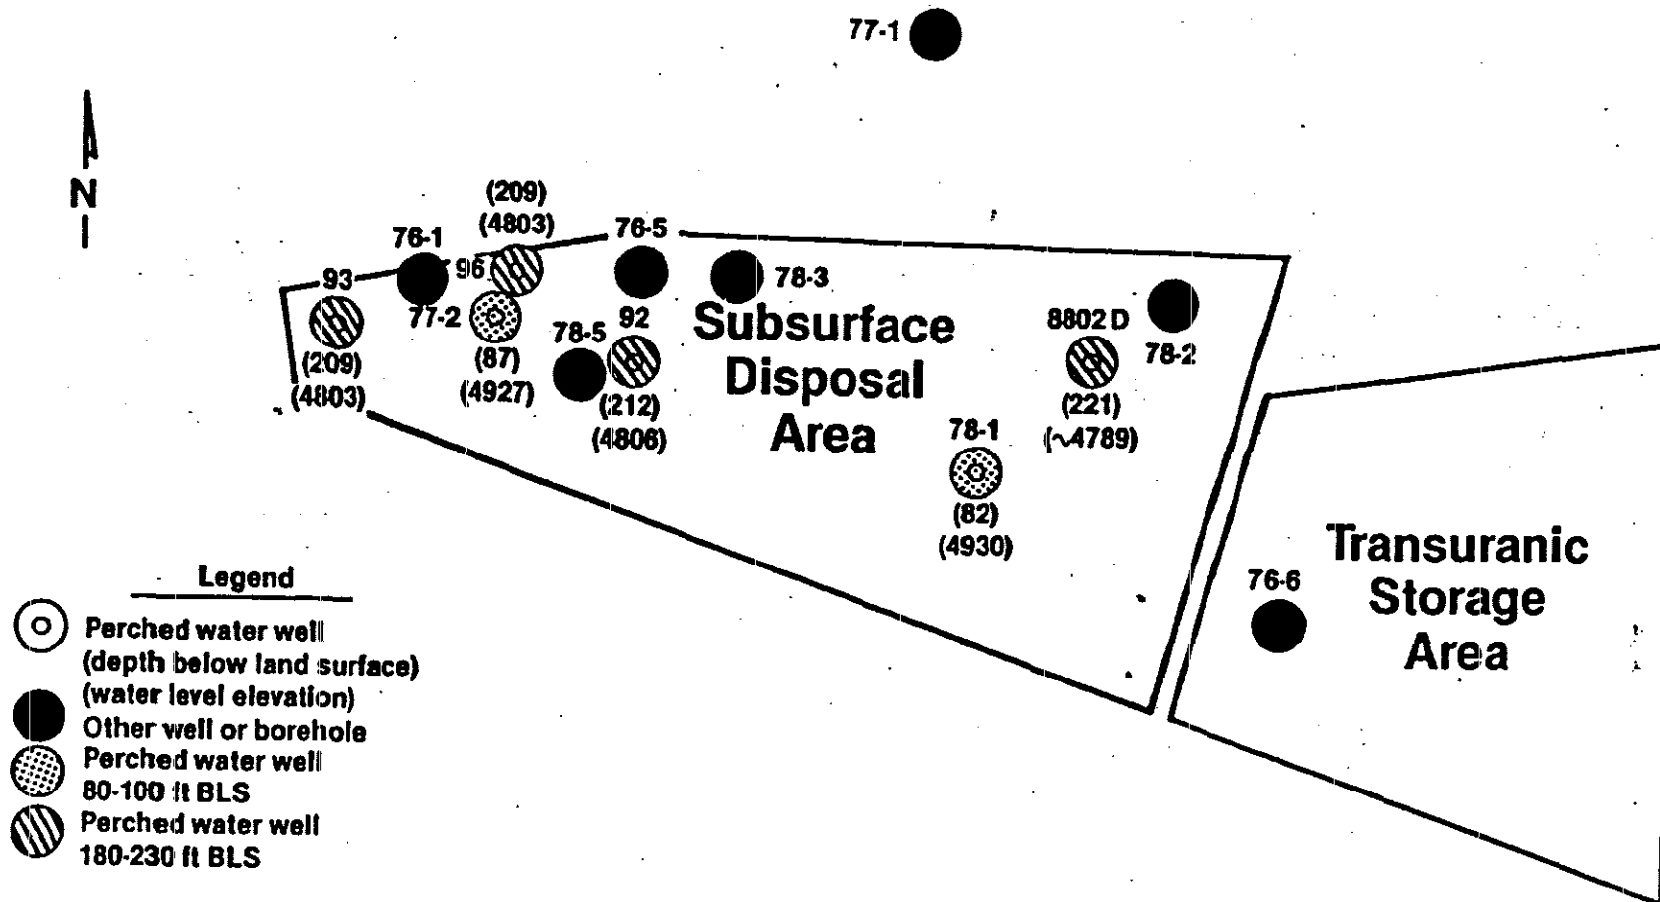 77-1
N
(209)
(4803)
76-1
76-5
93
96
78-3
77-2
78-5
92
8802 D
78-2
(209)
(4803)
(87)
(4927)
(212)
(4806)
Subsurface
Disposal
Area
(221)
(~4789)
78-1
(82)
(4930)
76-6
Transuranic
Storage
Area
Legend
Perched water well
(depth below land surface)
(water level elevation)
Other well or borehole
Perched water well
80-100 ft BLS
Perched water well
180-230 ft BLS